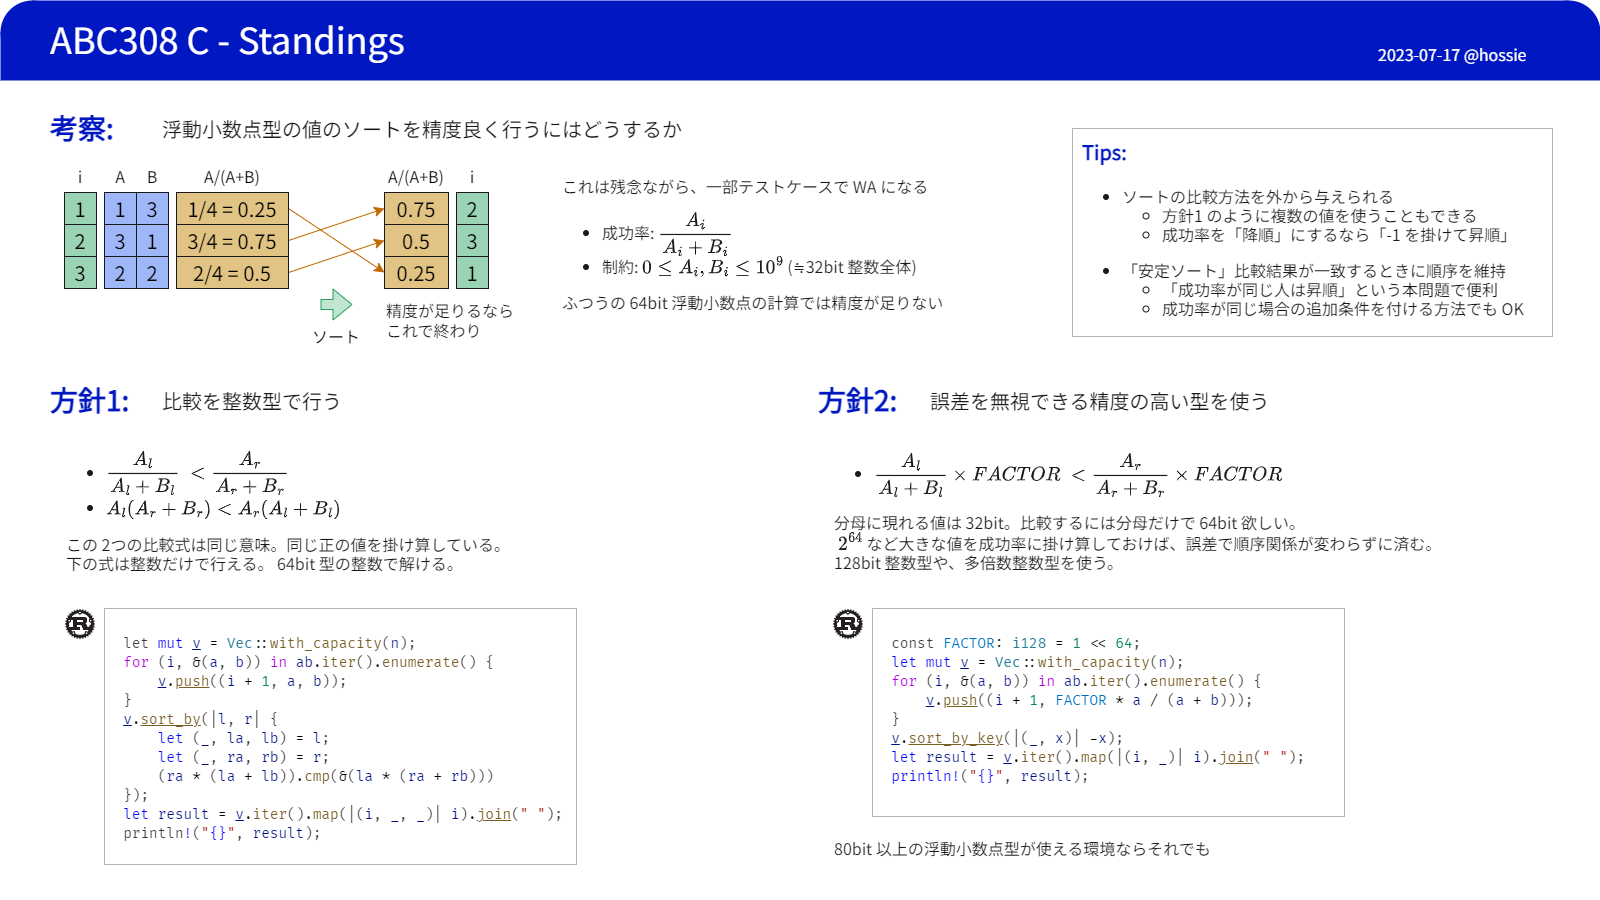 ABC308 C - Standings
2023-07-17 @hossie
考察: 浮動小数点型の値のソートを精度良く行うにはどうするか
i A B A/(A+B) A/(A+B) i
1 1 3 1/4 = 0.25 0.75 2
2 3 1 3/4 = 0.75 0.5 3
3 2 2 2/4 = 0.5 0.25 1
ソート
精度が足りるなら
これで終わり
これは残念ながら、一部テストケースで WA になる
• 成功率: A_i / (A_i + B_i)
• 制約: 0 ≤ A_i, B_i ≤ 10^9 (≒32bit 整数全体)
ふつうの 64bit 浮動小数点の計算では精度が足りない
Tips:
• ソートの比較方法を外から与えられる
◦ 方針1 のように複数の値を使うこともできる
◦ 成功率を「降順」にするなら「-1 を掛けて昇順」
• 「安定ソート」比較結果が一致するときに順序を維持
◦ 「成功率が同じ人は昇順」という本問題で便利
◦ 成功率が同じ場合の追加条件を付ける方法でも OK
方針1: 比較を整数型で行う
• A_l / (A_l + B_l) < A_r / (A_r + B_r)
• A_l(A_r + B_r) < A_r(A_l + B_l)
この 2つの比較式は同じ意味。同じ正の値を掛け算している。
下の式は整数だけで行える。 64bit 型の整数で解ける。
R
let mut v = Vec::with_capacity(n);
for (i, &(a, b)) in ab.iter().enumerate() {
    v.push((i + 1, a, b));
}
v.sort_by(|l, r| {
    let (_, la, lb) = l;
    let (_, ra, rb) = r;
    (ra * (la + lb)).cmp(&(la * (ra + rb)))
});
let result = v.iter().map(|(i, _, _)| i).join(" ");
println!("{}", result);
方針2: 誤差を無視できる精度の高い型を使う
• A_l / (A_l + B_l) × FACTOR < A_r / (A_r + B_r) × FACTOR
分母に現れる値は 32bit。比較するには分母だけで 64bit 欲しい。
2^64 など大きな値を成功率に掛け算しておけば、誤差で順序関係が変わらずに済む。
128bit 整数型や、多倍数整数型を使う。
R
const FACTOR: i128 = 1 << 64;
let mut v = Vec::with_capacity(n);
for (i, &(a, b)) in ab.iter().enumerate() {
    v.push((i + 1, FACTOR * a / (a + b)));
}
v.sort_by_key(|(_, x)| -x);
let result = v.iter().map(|(i, _)| i).join(" ");
println!("{}", result);
80bit 以上の浮動小数点型が使える環境ならそれでも